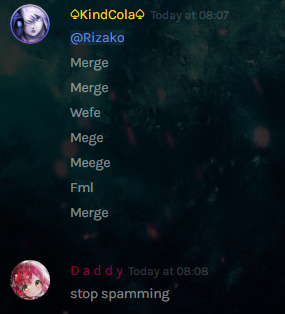 ♤KindCola♤ Today at 08:07
@Rizako
Merge
Merge
Wefe
Mege
Meege
Fml
Merge
D a d d y Today at 08:08
stop spamming